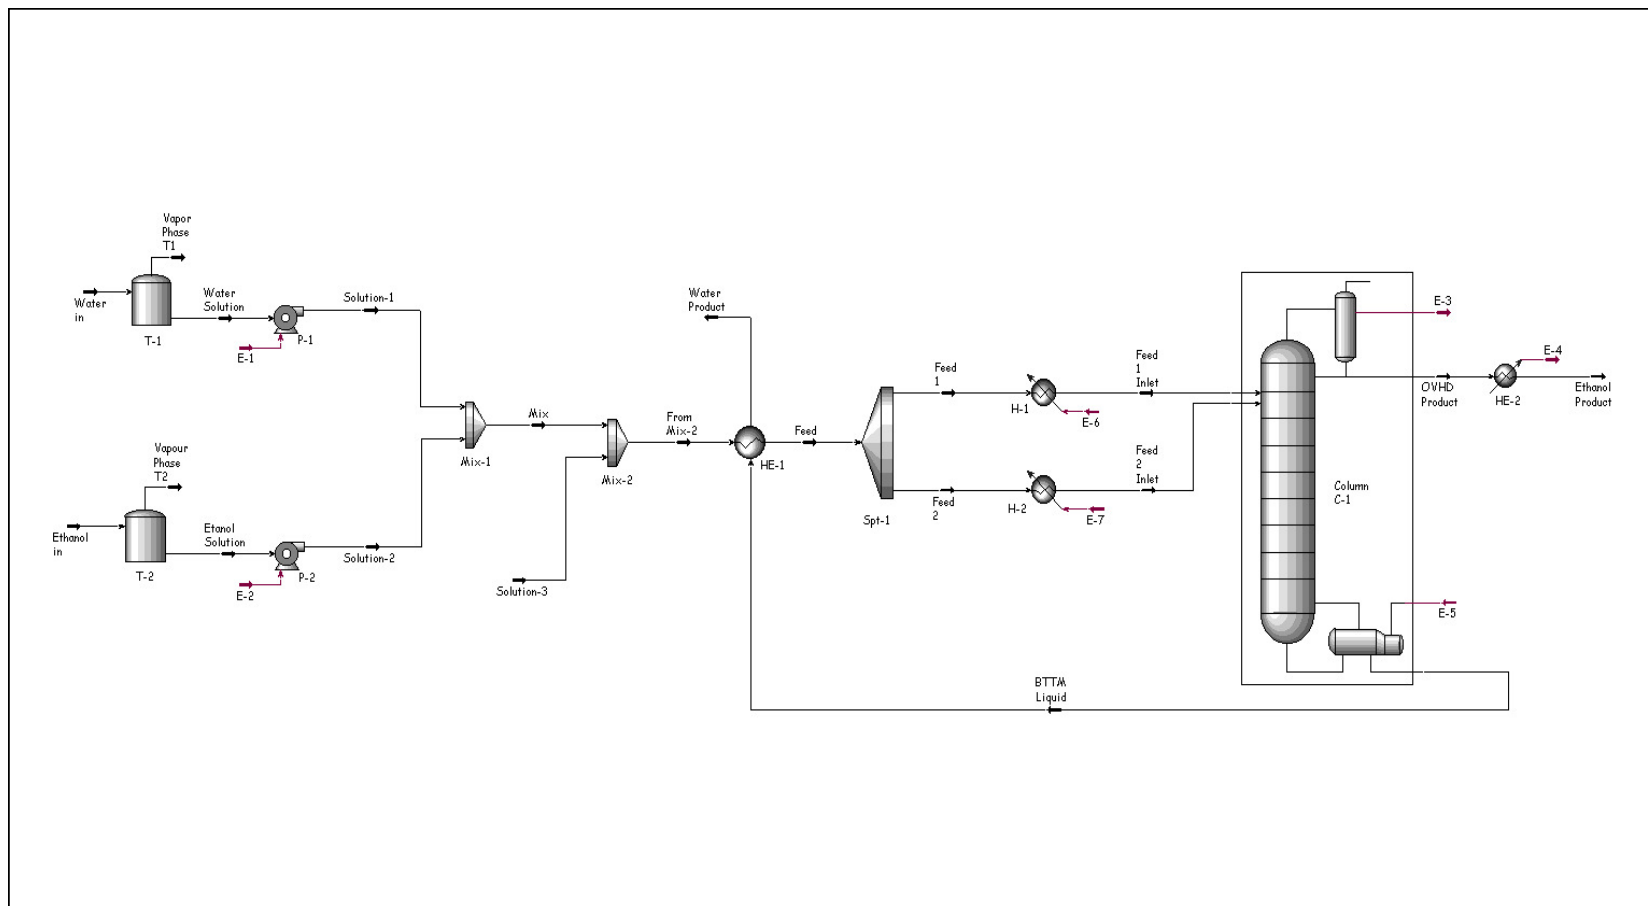 Vapor
Phase
T1
Water
in
T-1
Water
Solution
E-1
P-1
Solution-1
Vapour
Phase
T2
Ethanol
in
T-2
Etanol
Solution
E-2
P-2
Solution-2
Mix-1
Mix
Solution-3
Mix-2
From
Mix-2
Water
Product
HE-1
Feed
Spt-1
Feed
1
H-1
E-6
Feed
1
Inlet
Feed
2
H-2
E-7
Feed
2
Inlet
Column
C-1
E-3
OVHD
Product
E-4
HE-2
Ethanol
Product
E-5
BTTM
Liquid